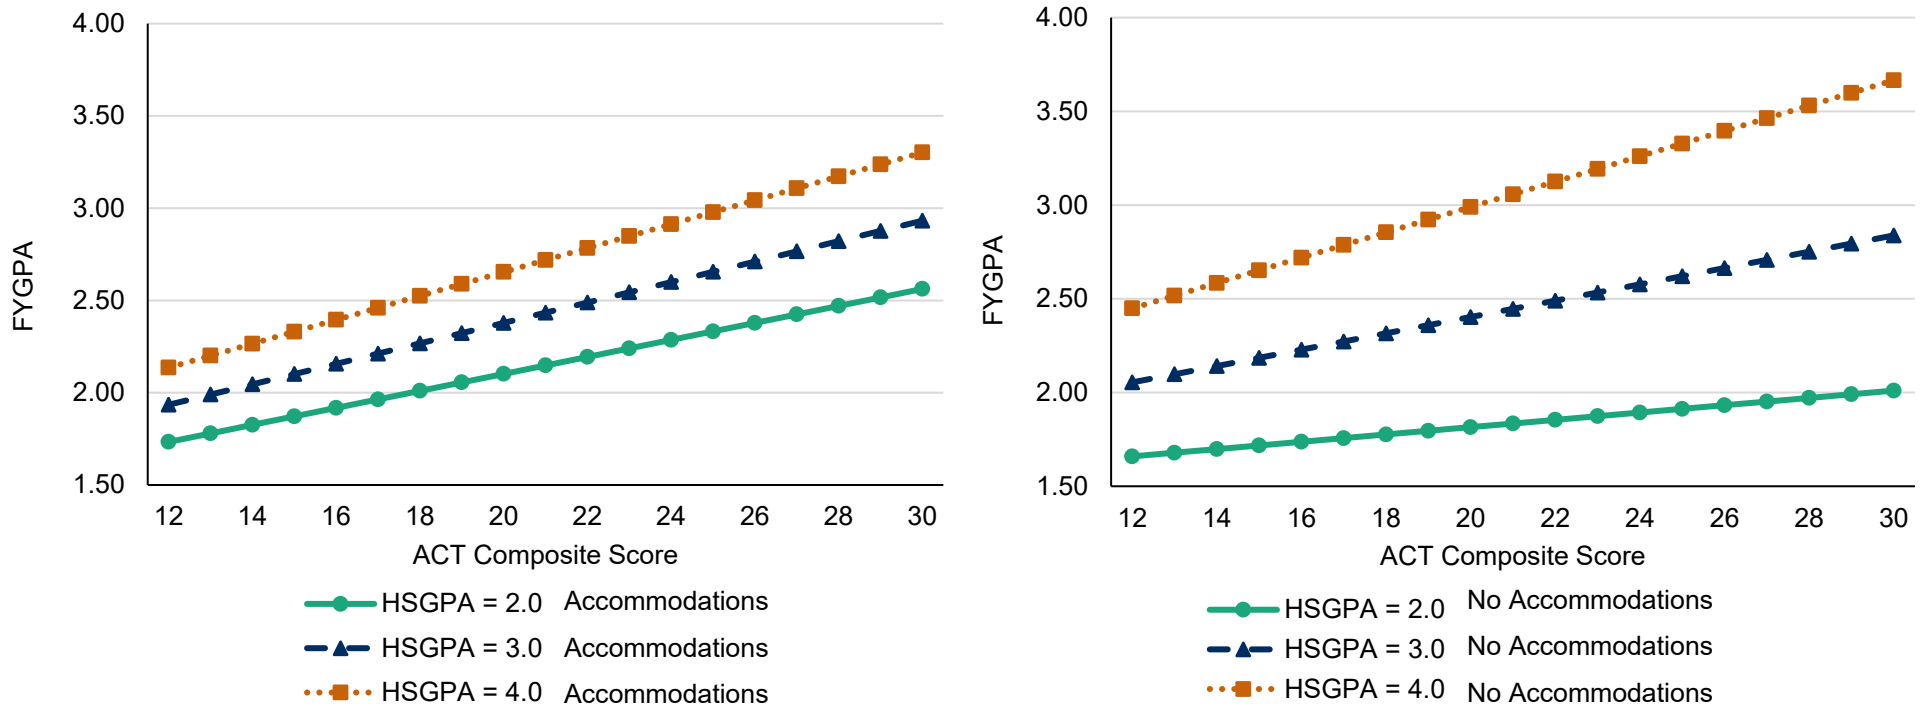 4.00
3.50
3.00
2.50
2.00
1.50
FYGPA
12 14 16 18 20 22 24 26 28 30
ACT Composite Score
HSGPA = 2.0 Accommodations
HSGPA = 3.0 Accommodations
HSGPA = 4.0 Accommodations
4.00
3.50
3.00
2.50
2.00
1.50
FYGPA
12 14 16 18 20 22 24 26 28 30
ACT Composite Score
HSGPA = 2.0 No Accommodations
HSGPA = 3.0 No Accommodations
HSGPA = 4.0 No Accommodations